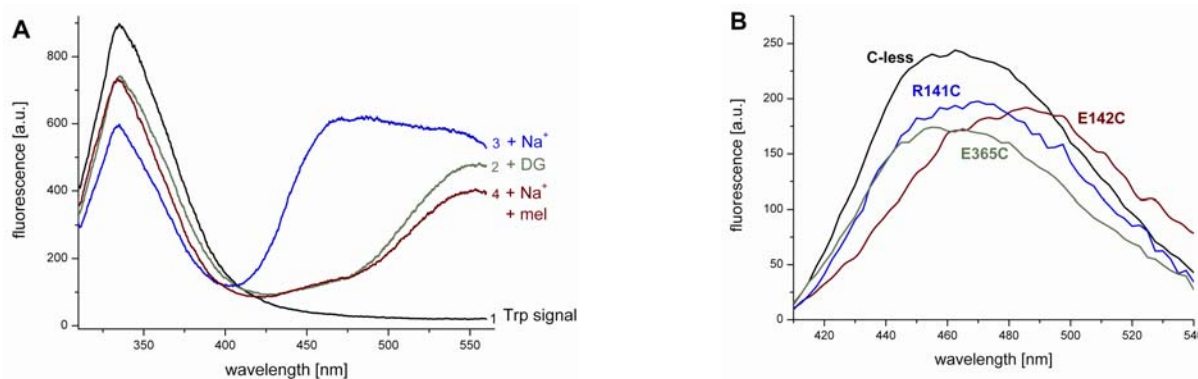 A
fluorescence [a.u.]
800
600
400
200
0
350
400
450
500
550
wavelength [nm]
3 + Na⁺
2 + DG
4 + Na⁺
+ mel
1 Trp signal
B
fluorescence [a.u.]
250
200
150
100
50
0
420
440
460
480
500
520
540
wavelength [nm]
C-less
R141C
E142C
E365C